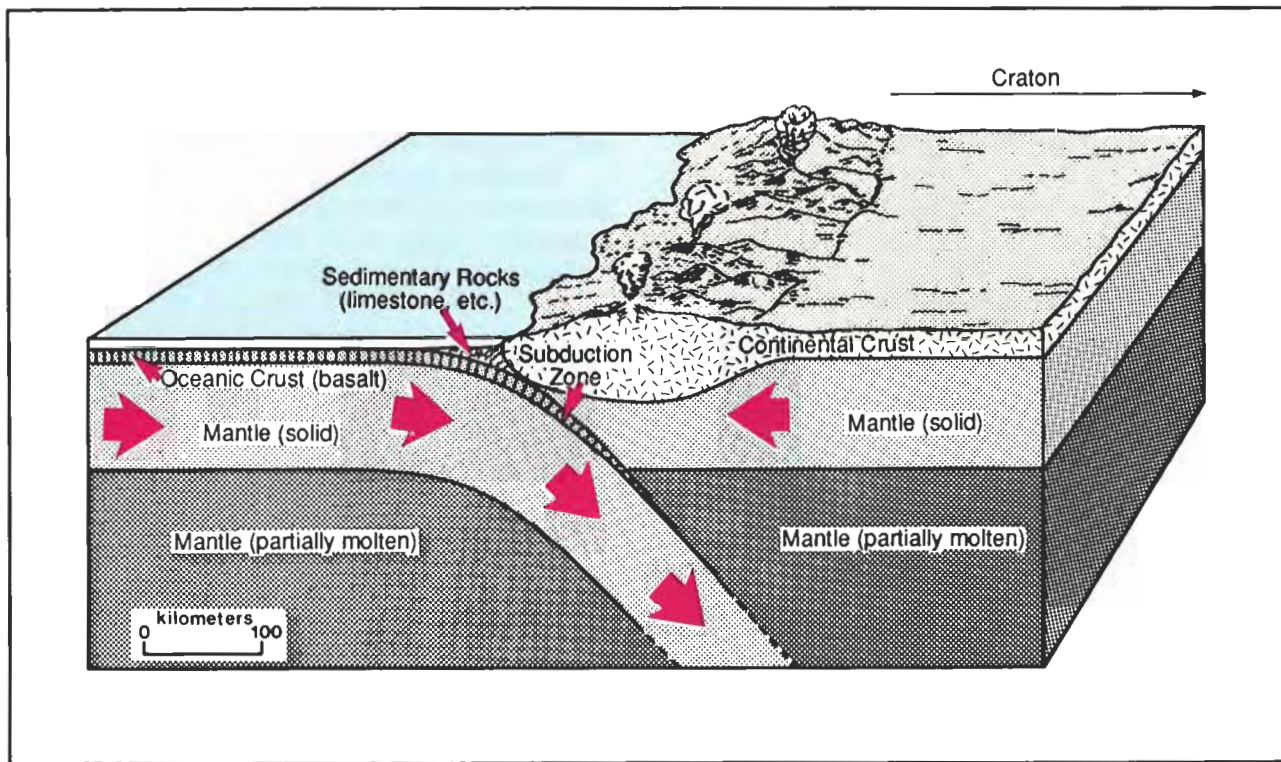 Craton
Sedimentary Rocks
(limestone, etc.)
Subduction
Zone
Continental Crust
Oceanic Crust (basalt)
Mantle (solid)
Mantle (solid)
Mantle (partially molten)
Mantle (partially molten)
kilometers
0 100